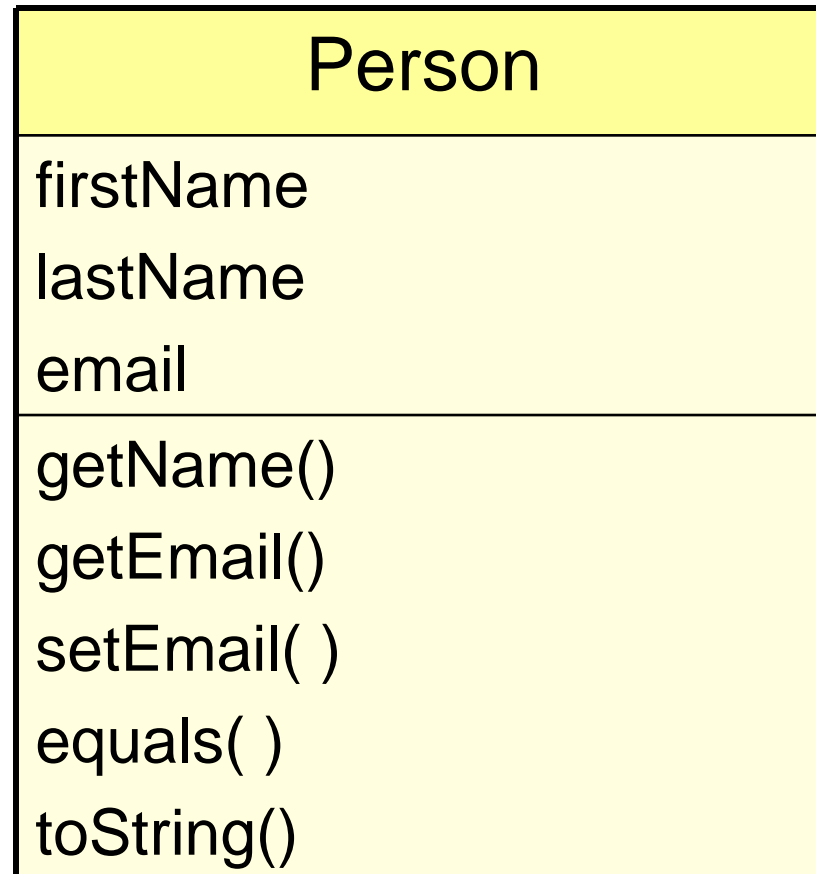 Person
firstName
lastName
email
getName()
getEmail()
setEmail( )
equals( )
toString()